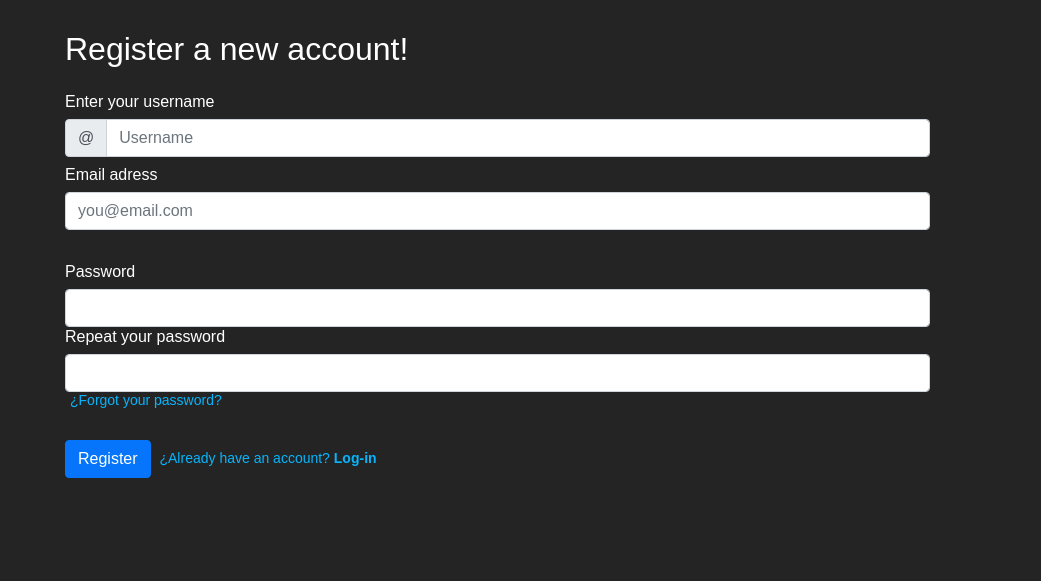 Register a new account!
Enter your username
@ Username
Email adress
you@email.com
Password
Repeat your password
¿Forgot your password?
Register ¿Already have an account? Log-in